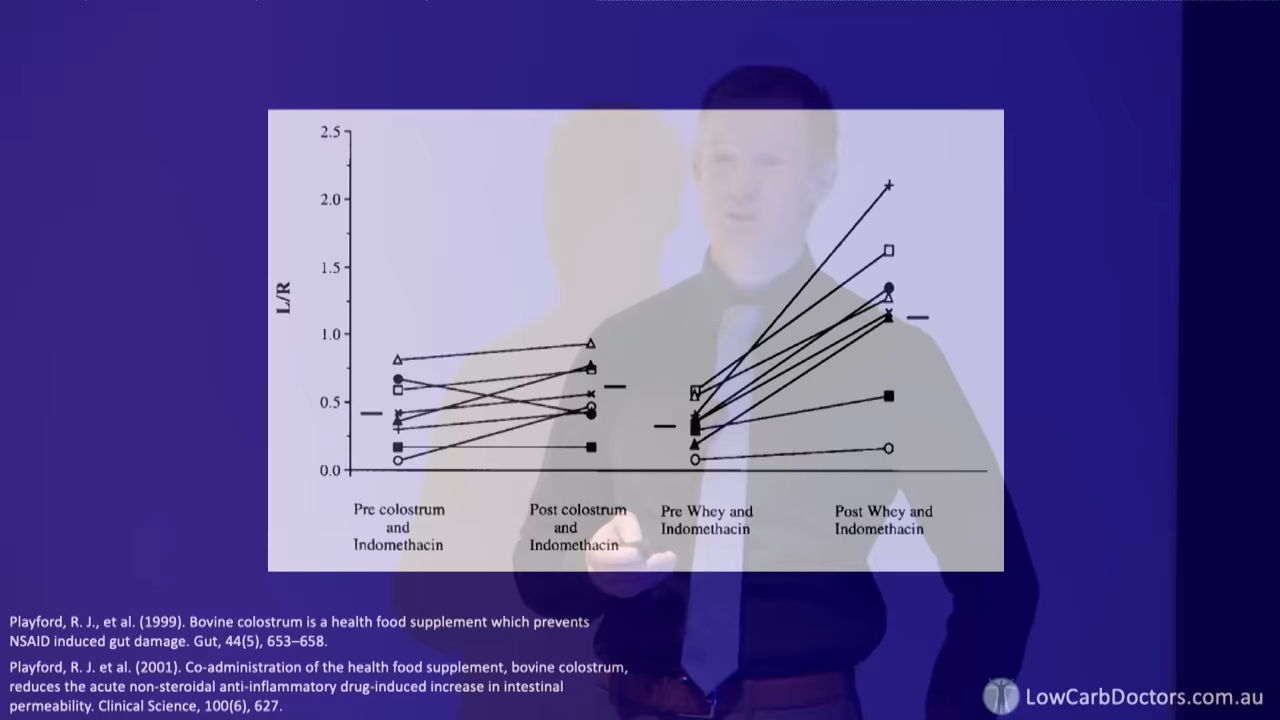 2.5
2.0
1.5
1.0
0.5
0.0
L/R
Pre colostrum
and
Indomethacin
Post colostrum
and
Indomethacin
Pre Whey and
Indomethacin
Post Whey and
Indomethacin
Playford, R. J., et al. (1999). Bovine colostrum is a health food supplement which prevents
NSAID induced gut damage. Gut, 44(5), 653–658.
Playford, R. J. et al. (2001). Co-administration of the health food supplement, bovine colostrum,
reduces the acute non-steroidal anti-inflammatory drug-induced increase in intestinal
permeability. Clinical Science, 100(6), 627.
LowCarbDoctors.com.au